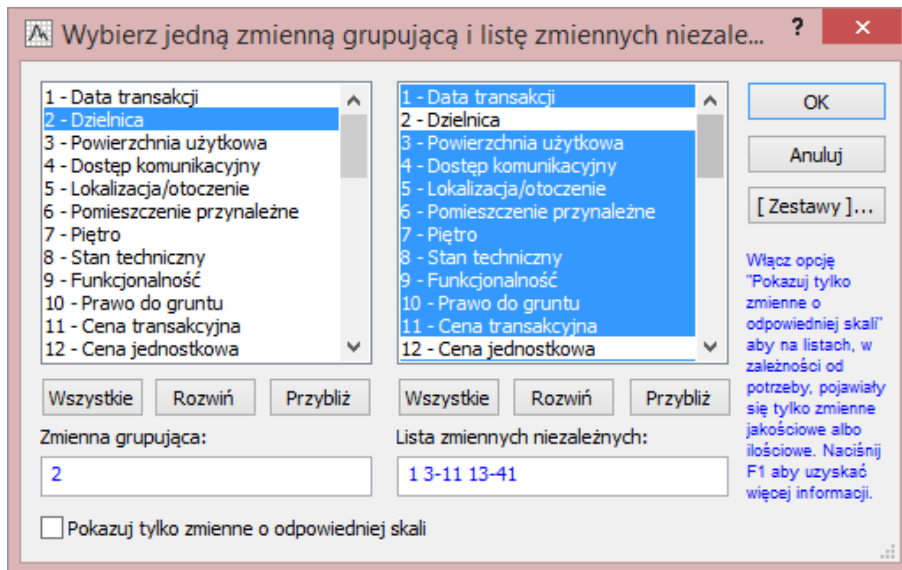 Wybierz jedną zmienną grupującą i listę zmiennych niezale... ? ×
1 - Data transakcji
2 - Dzielnica
3 - Powierzchnia użytkowa
4 - Dostęp komunikacyjny
5 - Lokalizacja/otoczenie
6 - Pomieszczenie przynależne
7 - Piętro
8 - Stan techniczny
9 - Funkcjonalność
10 - Prawo do gruntu
11 - Cena transakcyjna
12 - Cena jednostkowa
Wszystkie Rozwiń Przybliż
Zmienna grupująca:
2
1 - Data transakcji
2 - Dzielnica
3 - Powierzchnia użytkowa
4 - Dostęp komunikacyjny
5 - Lokalizacja/otoczenie
6 - Pomieszczenie przynależne
7 - Piętro
8 - Stan techniczny
9 - Funkcjonalność
10 - Prawo do gruntu
11 - Cena transakcyjna
12 - Cena jednostkowa
Wszystkie Rozwiń Przybliż
Lista zmiennych niezależnych:
1 3-11 13-41
OK
Anuluj
[ Zestawy ]...
Włącz opcję
"Pokazuj tylko
zmienne o
odpowiedniej skali"
aby na listach, w
zależności od
potrzeby, pojawiały
się tylko zmienne
jakościowe albo
ilościowe. Naciśnij
F1 aby uzyskać
więcej informacji.
Pokazuj tylko zmienne o odpowiedniej skali